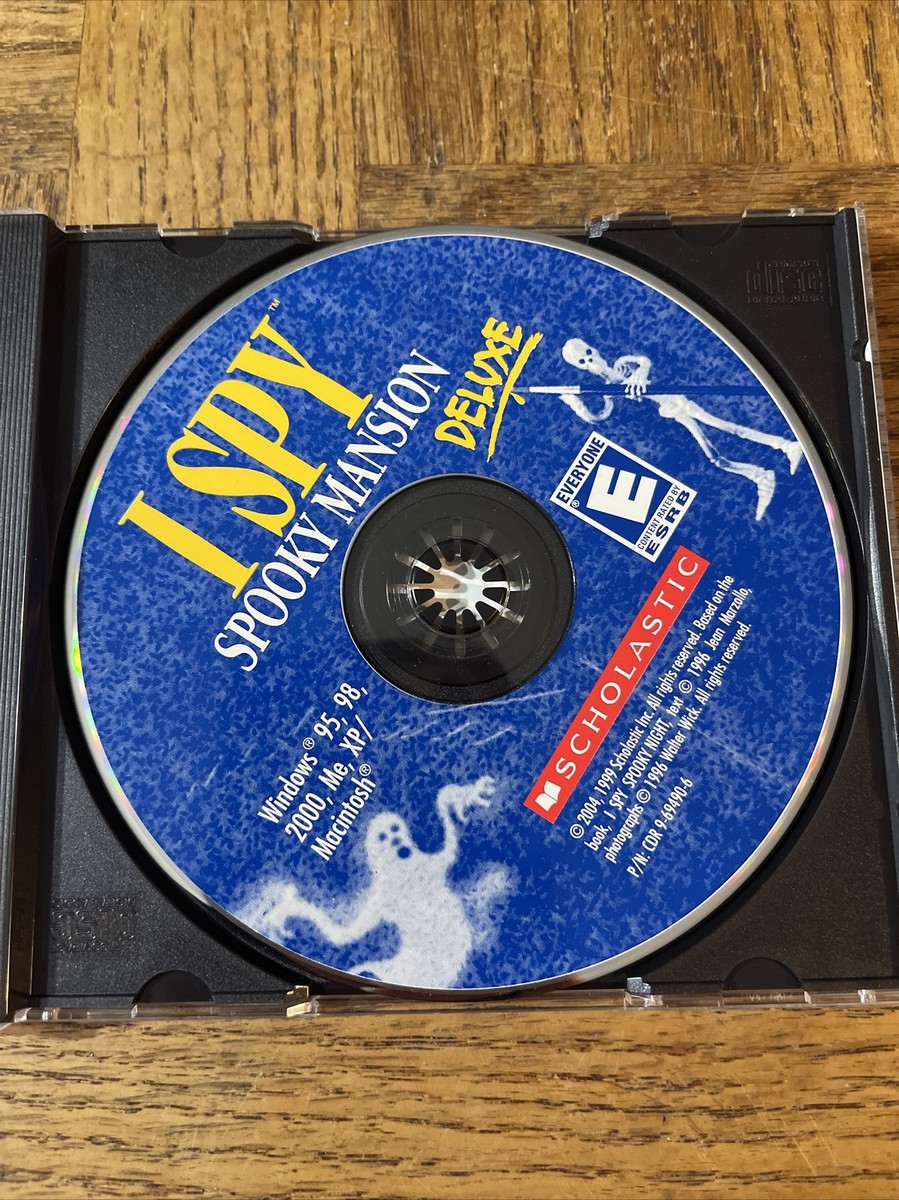 I SPY™
SPOOKY MANSION
DELUXE
EVERYONE
E
®
CONTENT RATED BY
ESRB
Windows® 95, 98,
2000, Me, XP/
Macintosh®
SCHOLASTIC
© 2004, 1999 Scholastic Inc. All rights reserved. Based on the
book, I SPY SPOOKY NIGHT, text © 1996 Jean Marzollo,
photographs © 1996 Walter Wick. All rights reserved.
P/N: CDR 9-69490-6
disc